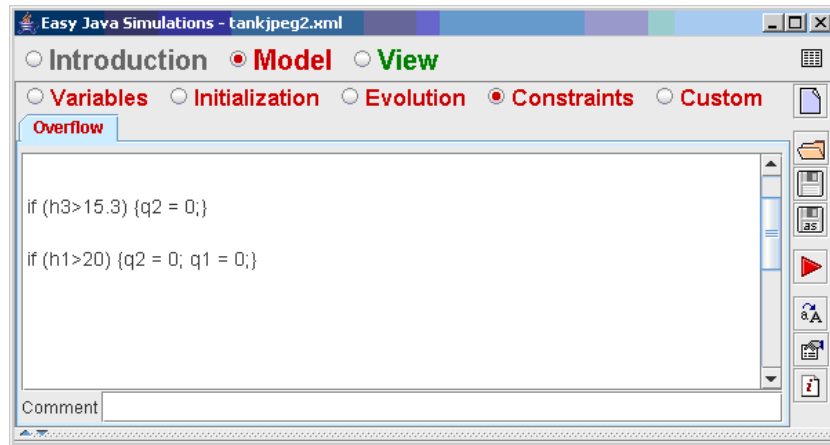 Easy Java Simulations - tankjpeg2.xml
Introduction Model View
Variables Initialization Evolution Constraints Custom
Overflow
if (h3>15.3) {q2 = 0;}
if (h1>20) {q2 = 0; q1 = 0;}
as
a A
i
Comment